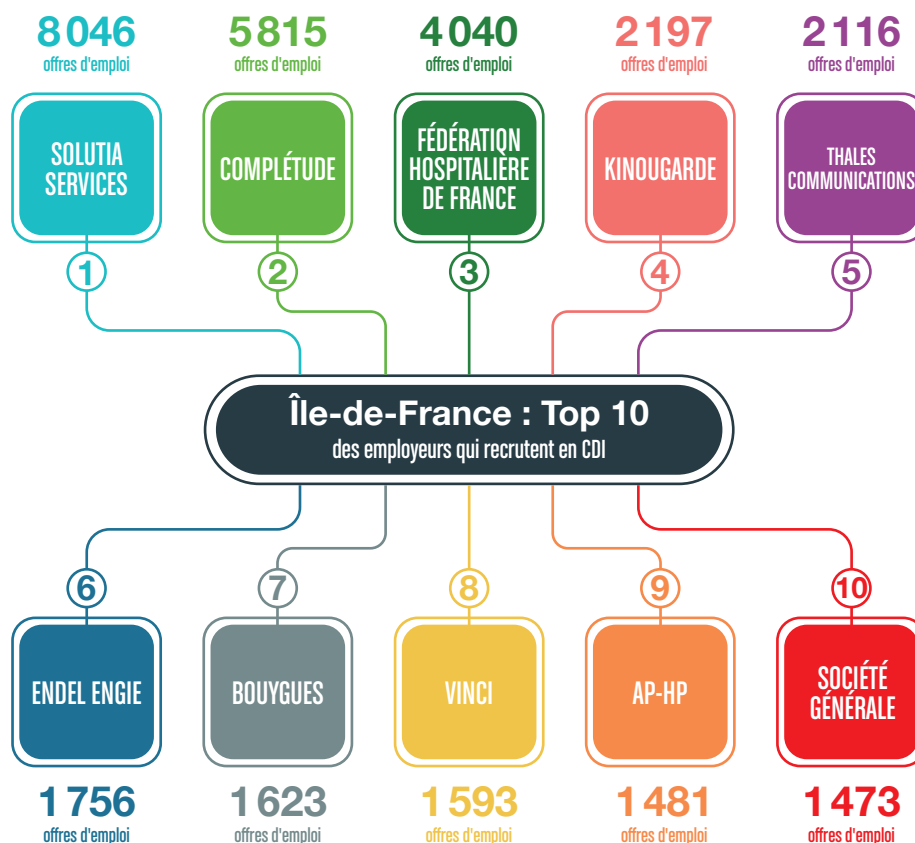 8 046
offres d'emploi
5 815
offres d'emploi
4 040
offres d'emploi
2 197
offres d'emploi
2 116
offres d'emploi
SOLUTIA
SERVICES
COMPLÉTUDE
FÉDÉRATION
HOSPITALIÈRE
DE FRANCE
KINOUGARDE
THALES
COMMUNICATIONS
1
2
3
4
5
Île-de-France : Top 10
des employeurs qui recrutent en CDI
6
7
8
9
10
ENDEL ENGIE
BOUYGUES
VINCI
AP-HP
SOCIÉTÉ
GÉNÉRALE
1 756
offres d'emploi
1 623
offres d'emploi
1 593
offres d'emploi
1 481
offres d'emploi
1 473
offres d'emploi